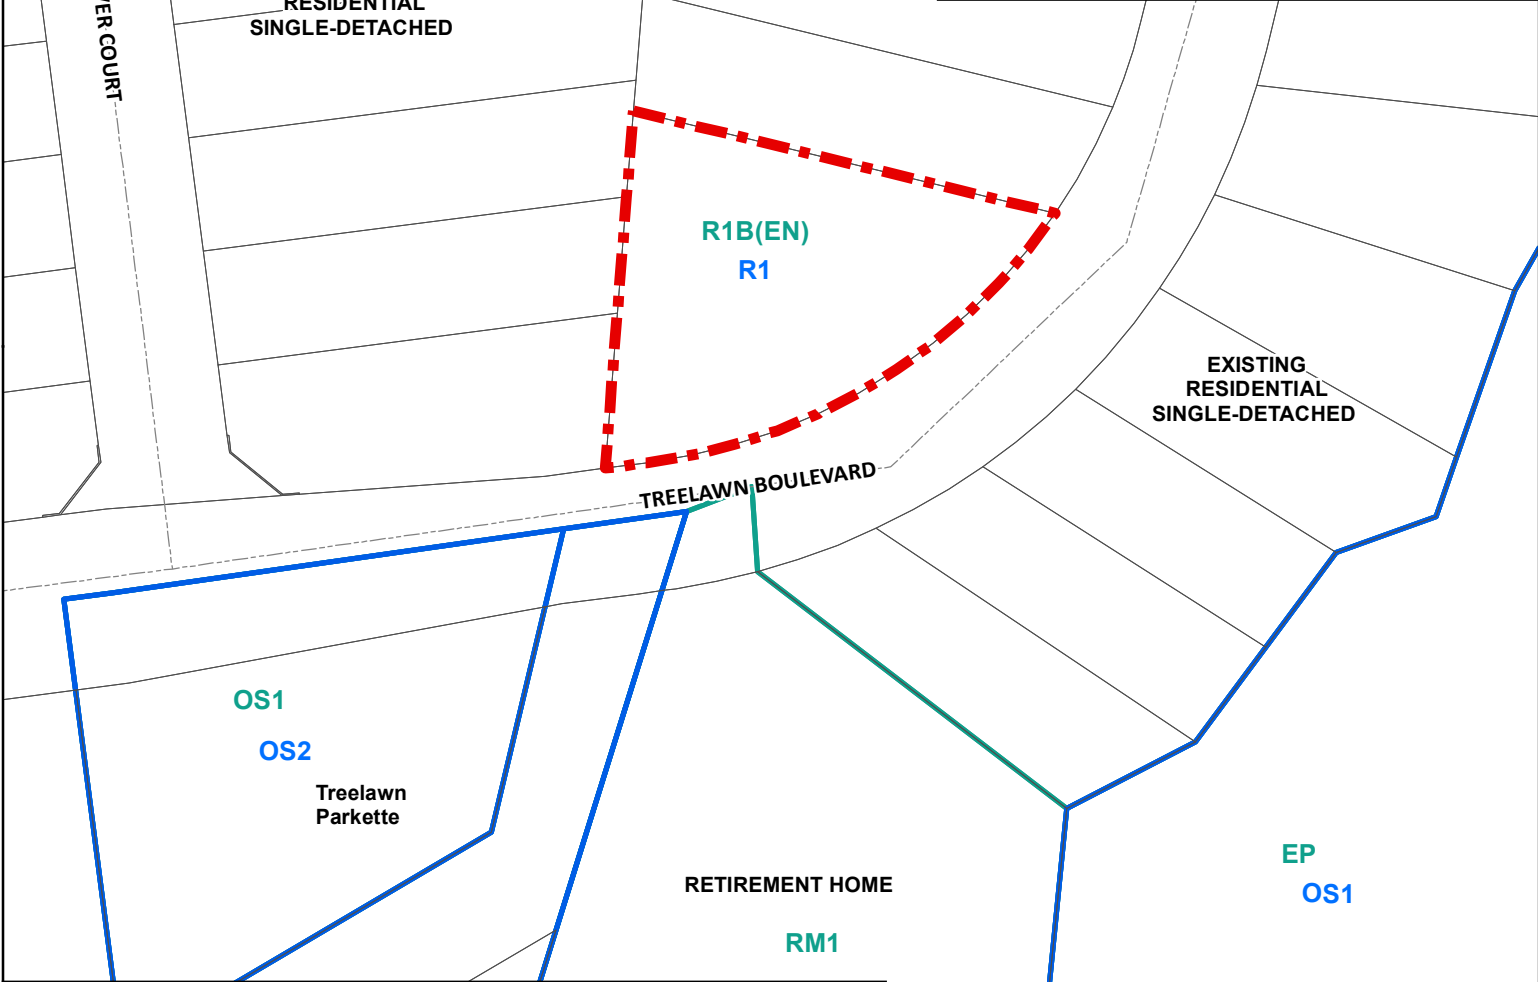 RESIDENTIAL
SINGLE-DETACHED
COURT
R1B(EN)
R1
EXISTING
RESIDENTIAL
SINGLE-DETACHED
TREELAWN BOULEVARD
OS1
OS2
Treelawn
Parkette
RETIREMENT HOME
RM1
EP
OS1